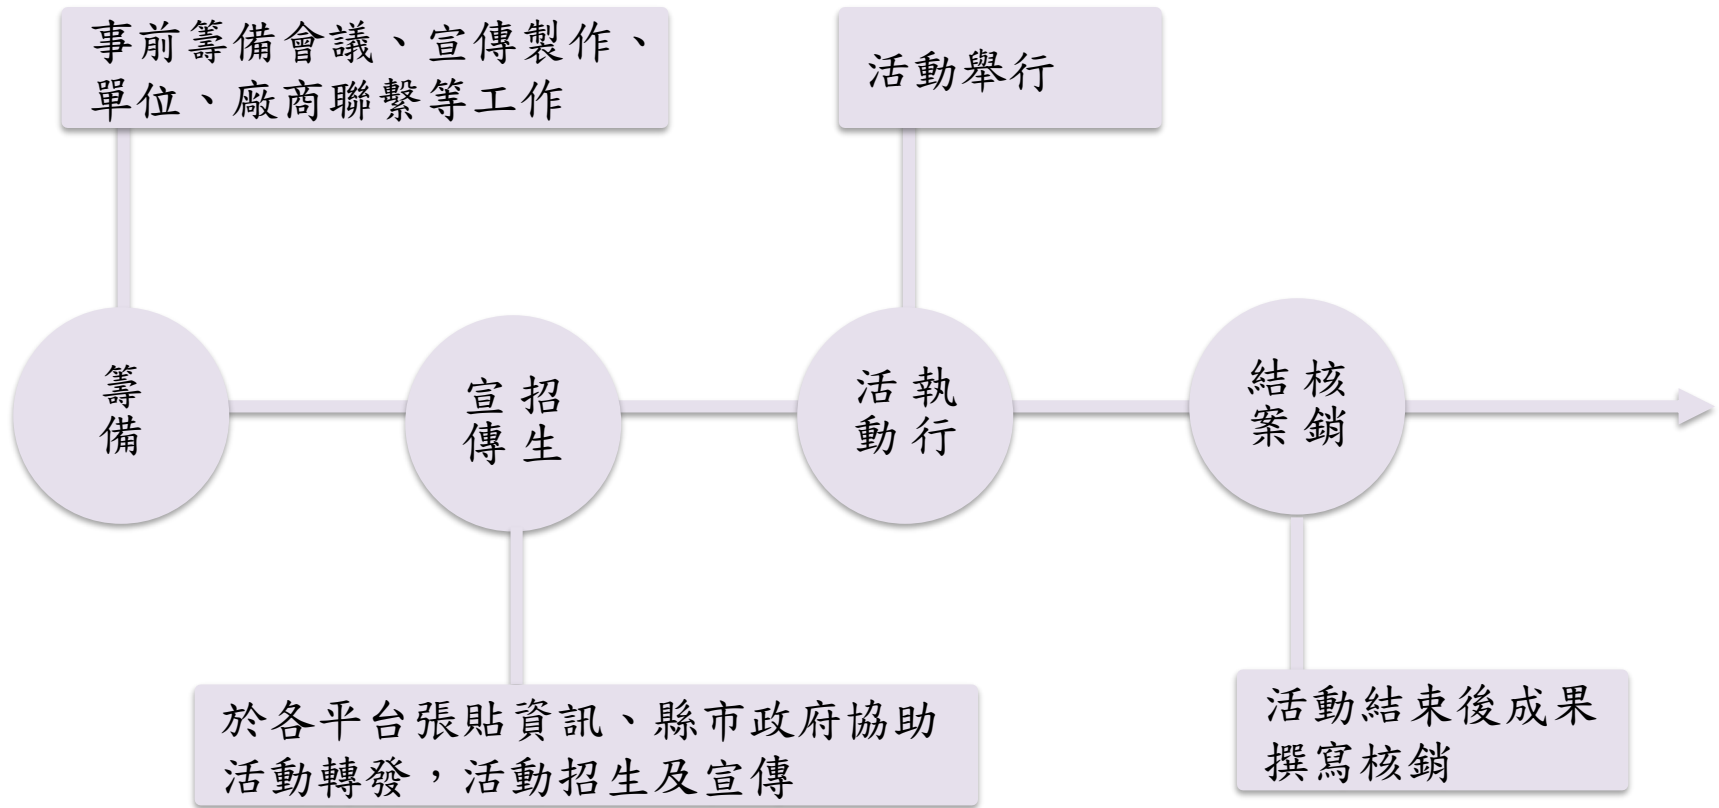 事前籌備會議、宣傳製作、
單位、廠商聯繫等工作
活動舉行
籌
備
宣招
傳生
活執
動行
結核
案銷
於各平台張貼資訊、縣市政府協助
活動轉發，活動招生及宣傳
活動結束後成果
撰寫核銷